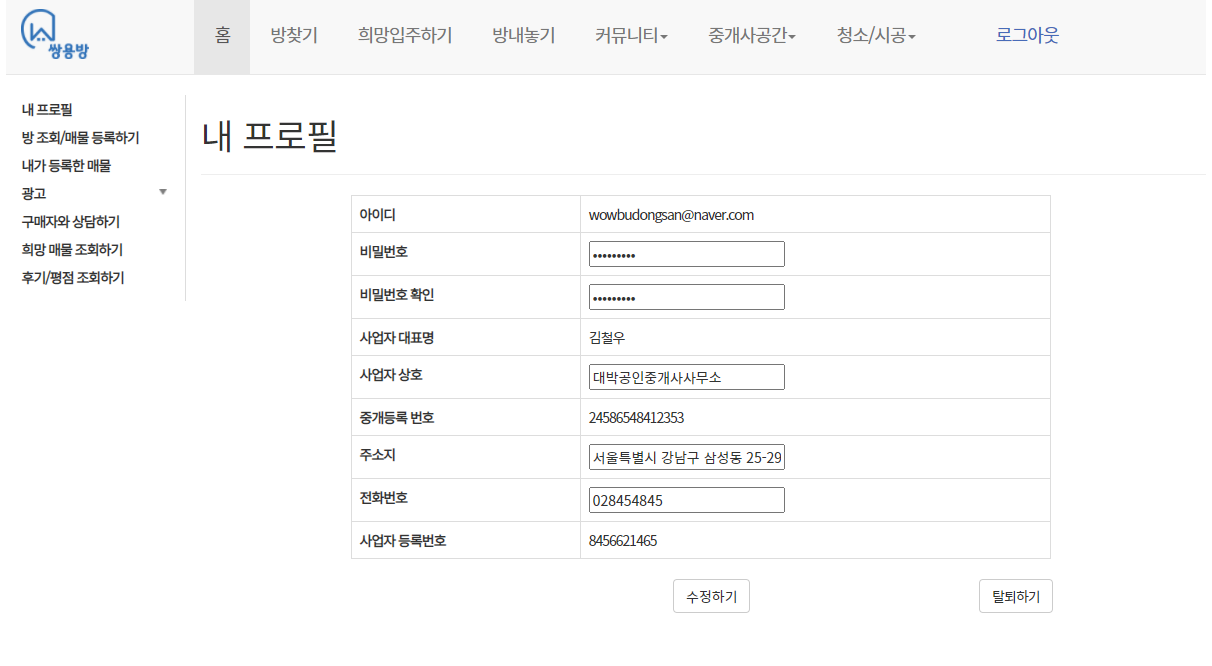 쌍용방
홈 방찾기 희망입주하기 방내놓기 커뮤니티 중개사공간 청소/시공 로그아웃
내 프로필
방 조회/매물 등록하기
내가 등록한 매물
광고
구매자와 상담하기
희망 매물 조회하기
후기/평점 조회하기
내 프로필
아이디 wowbudongsan@naver.com
비밀번호 •••••••••
비밀번호 확인 •••••••••
사업자 대표명 김철우
사업자 상호 대박공인중개사사무소
중개등록 번호 24586548412353
주소지 서울특별시 강남구 삼성동 25-29
전화번호 028454845
사업자 등록번호 8456621465
수정하기 탈퇴하기